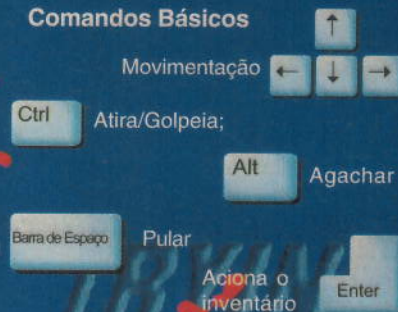 Comandos Básicos
↑
Movimentação ← ↓ →
Ctrl Atira/Golpeia;
Alt Agachar
Barra de Espaço Pular
Aciona o
inventário Enter